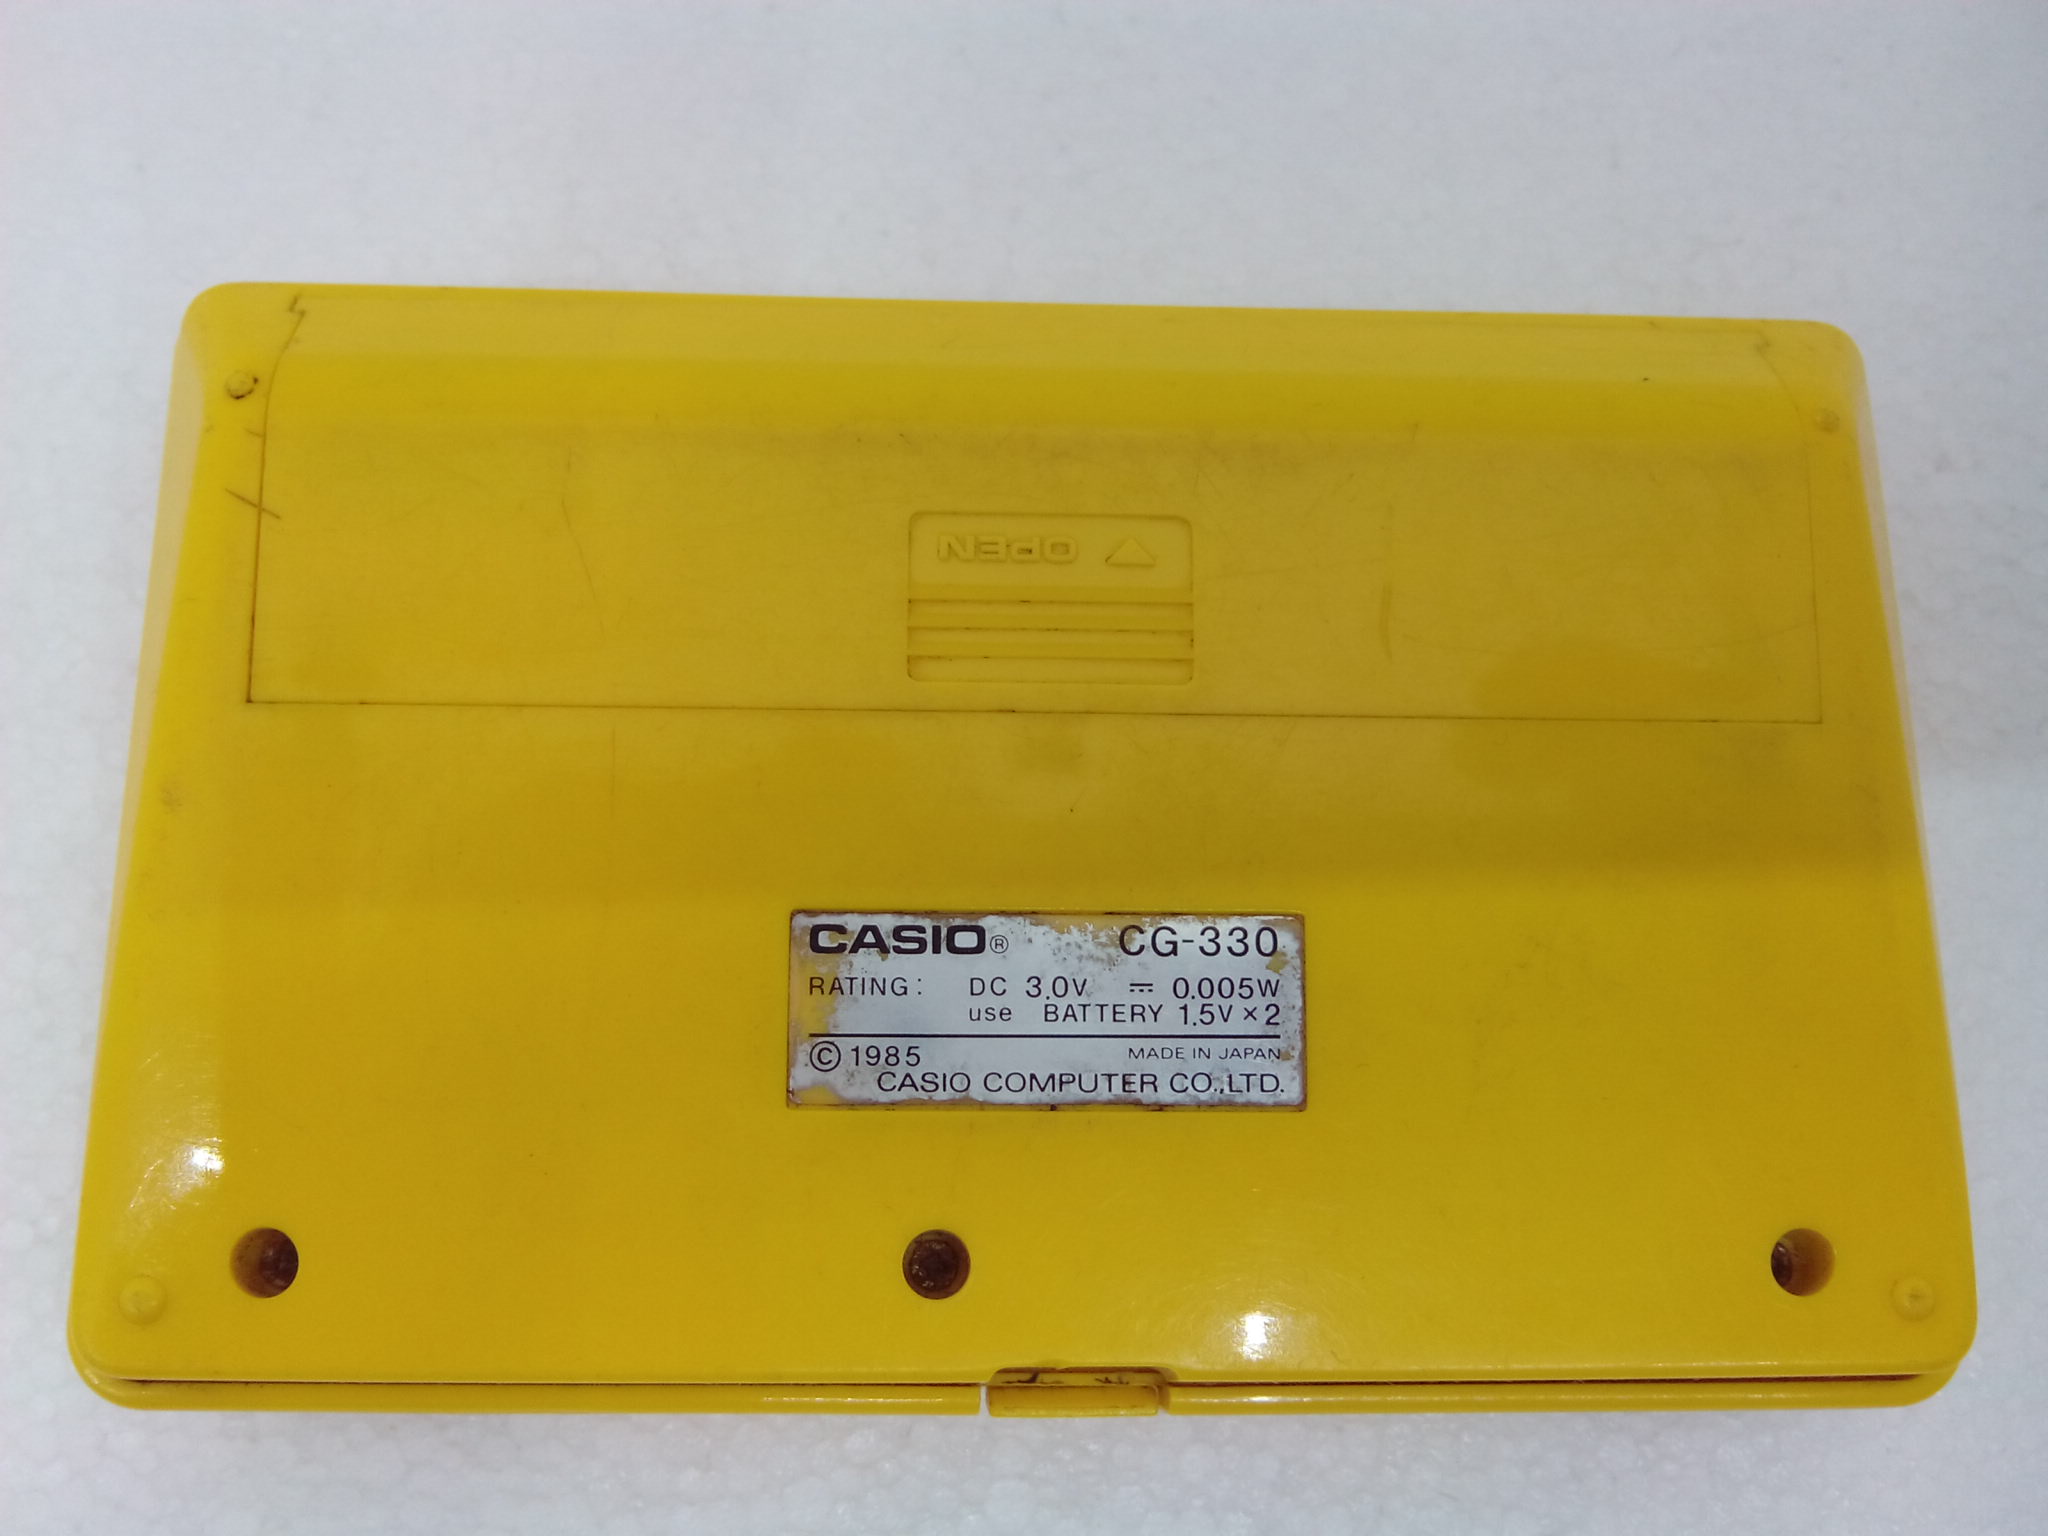 OPEN
CASIO® CG-330
RATING: DC 3.0V ⎓ 0.005W
use BATTERY 1.5V×2
© 1985 MADE IN JAPAN
CASIO COMPUTER CO.,LTD.